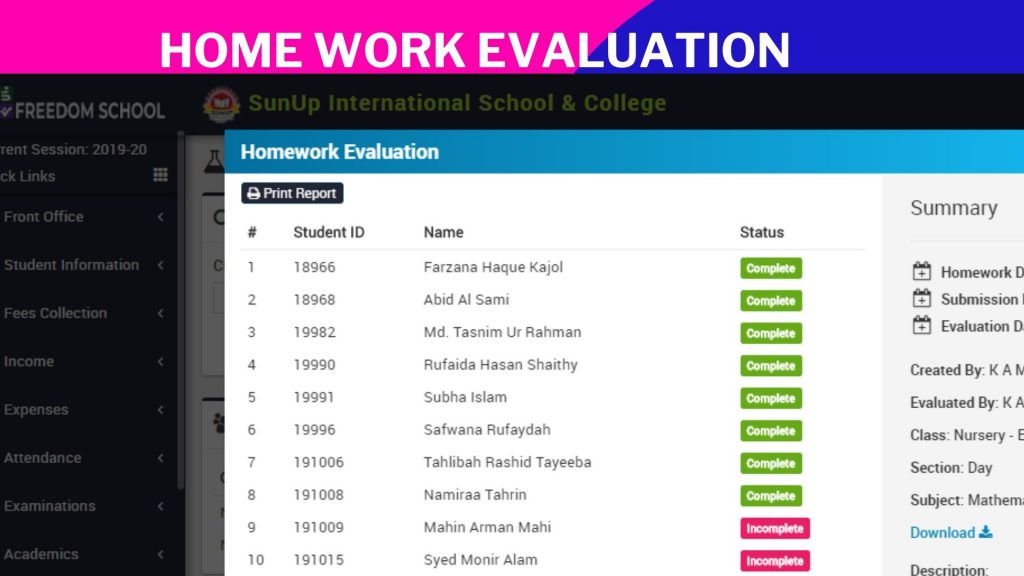 HOME WORK EVALUATION
FREEDOM SCHOOL
SunUp International School & College
Session: 2019-20
Links
Front Office
Student Information
Fees Collection
Income
Expenses
Attendance
Examinations
Academics
Homework Evaluation
Print Report
# Student ID Name Status
1 18966 Farzana Haque Kajol Complete
2 18968 Abid Al Sami Complete
3 19982 Md. Tasnim Ur Rahman Complete
4 19990 Rufaida Hasan Shaithy Complete
5 19991 Subha Islam Complete
6 19996 Safwana Rufaydah Complete
7 191006 Tahlibah Rashid Tayeeba Complete
8 191008 Namiraa Tahrin Complete
9 191009 Mahin Arman Mahi Incomplete
10 191015 Syed Monir Alam Incomplete
Summary
Homework D
Submission
Evaluation Da
Created By: K A M
Evaluated By: K A
Class: Nursery - E
Section: Day
Subject: Mathema
Download
Description: